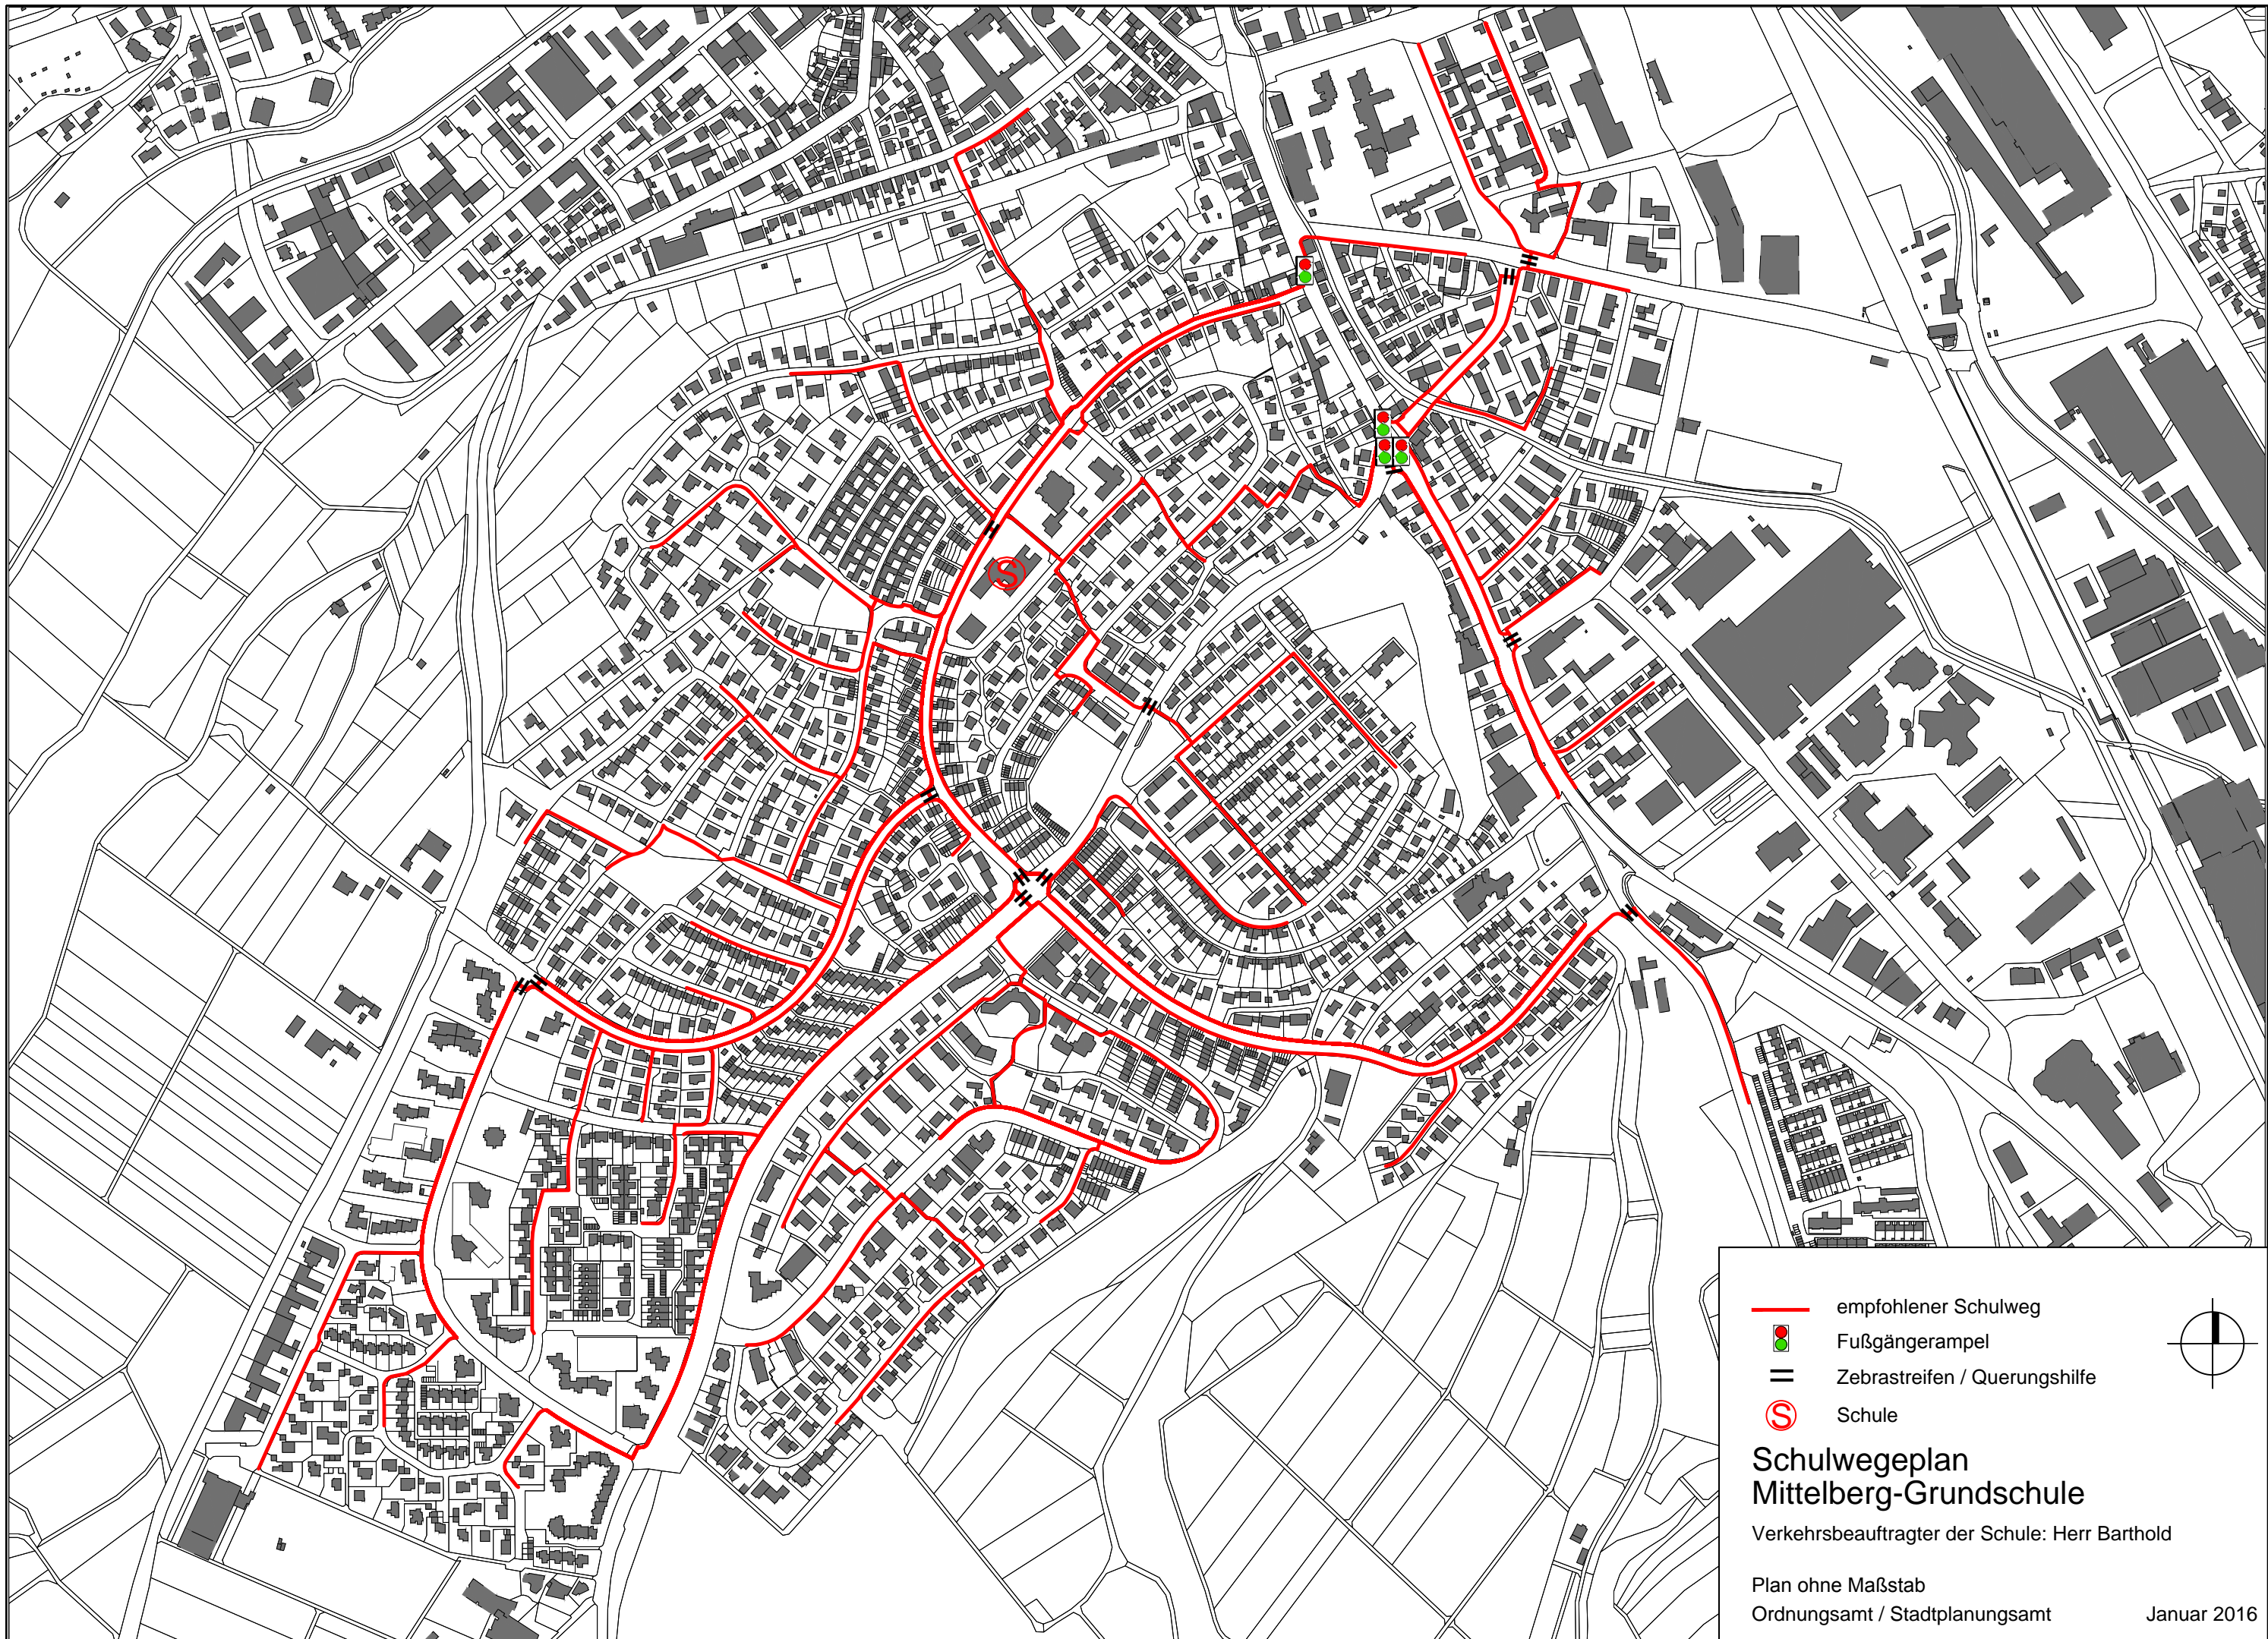 S
empfohlener Schulweg
Fußgängerampel
Zebrastreifen / Querungshilfe
S Schule
Schulwegeplan
Mittelberg-Grundschule
Verkehrsbeauftragter der Schule: Herr Barthold
Plan ohne Maßstab
Ordnungsamt / Stadtplanungsamt Januar 2016